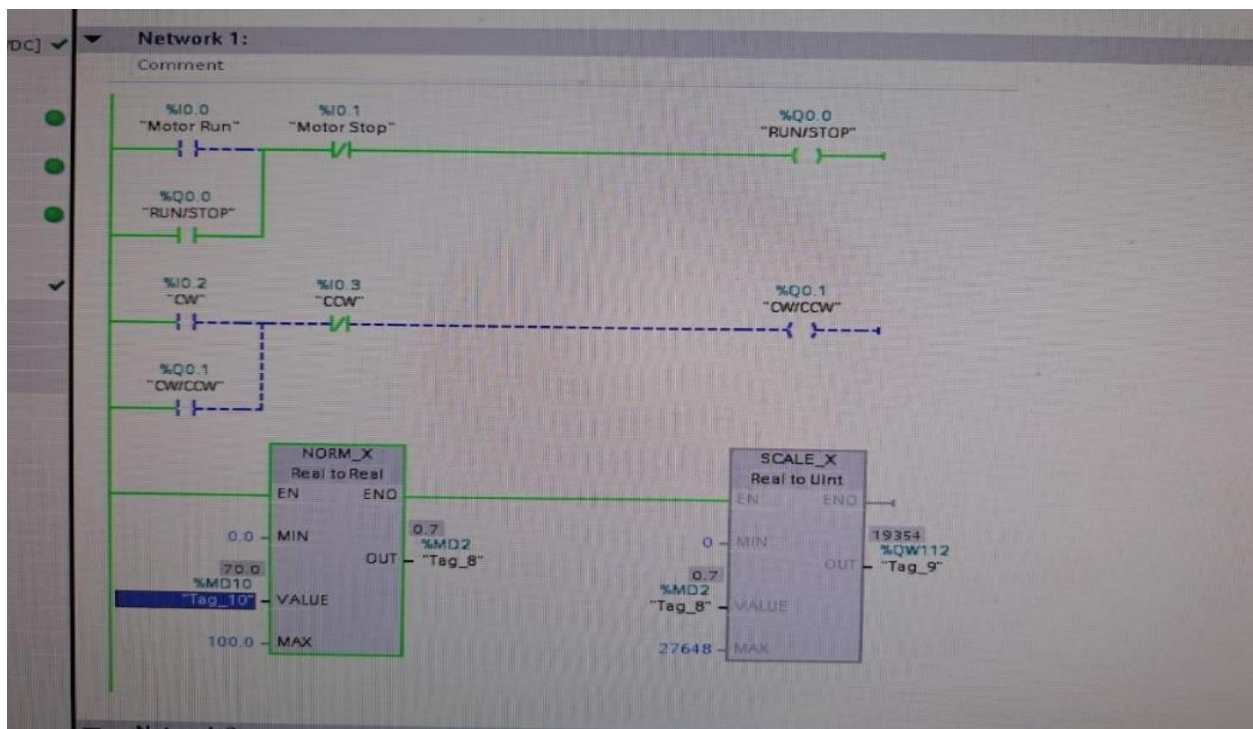 PDC] Network 1:
Comment
%I0.0 %I0.1 %Q0.0
"Motor Run" "Motor Stop" "RUN/STOP"
%Q0.0
"RUN/STOP"
%I0.2 %I0.3 %Q0.1
"CW" "CCW" "CW/CCW"
%Q0.1
"CW/CCW"
NORM_X SCALE_X
Real to Real Real to UInt
EN ENO EN ENO
0.0 MIN 0.7 0 MIN 19354
%MD2 %QW112
OUT "Tag_8" OUT "Tag_9"
70.0 0.7
%MD10 %MD2
"Tag_10" VALUE "Tag_8" VALUE
100.0 MAX 27648 MAX